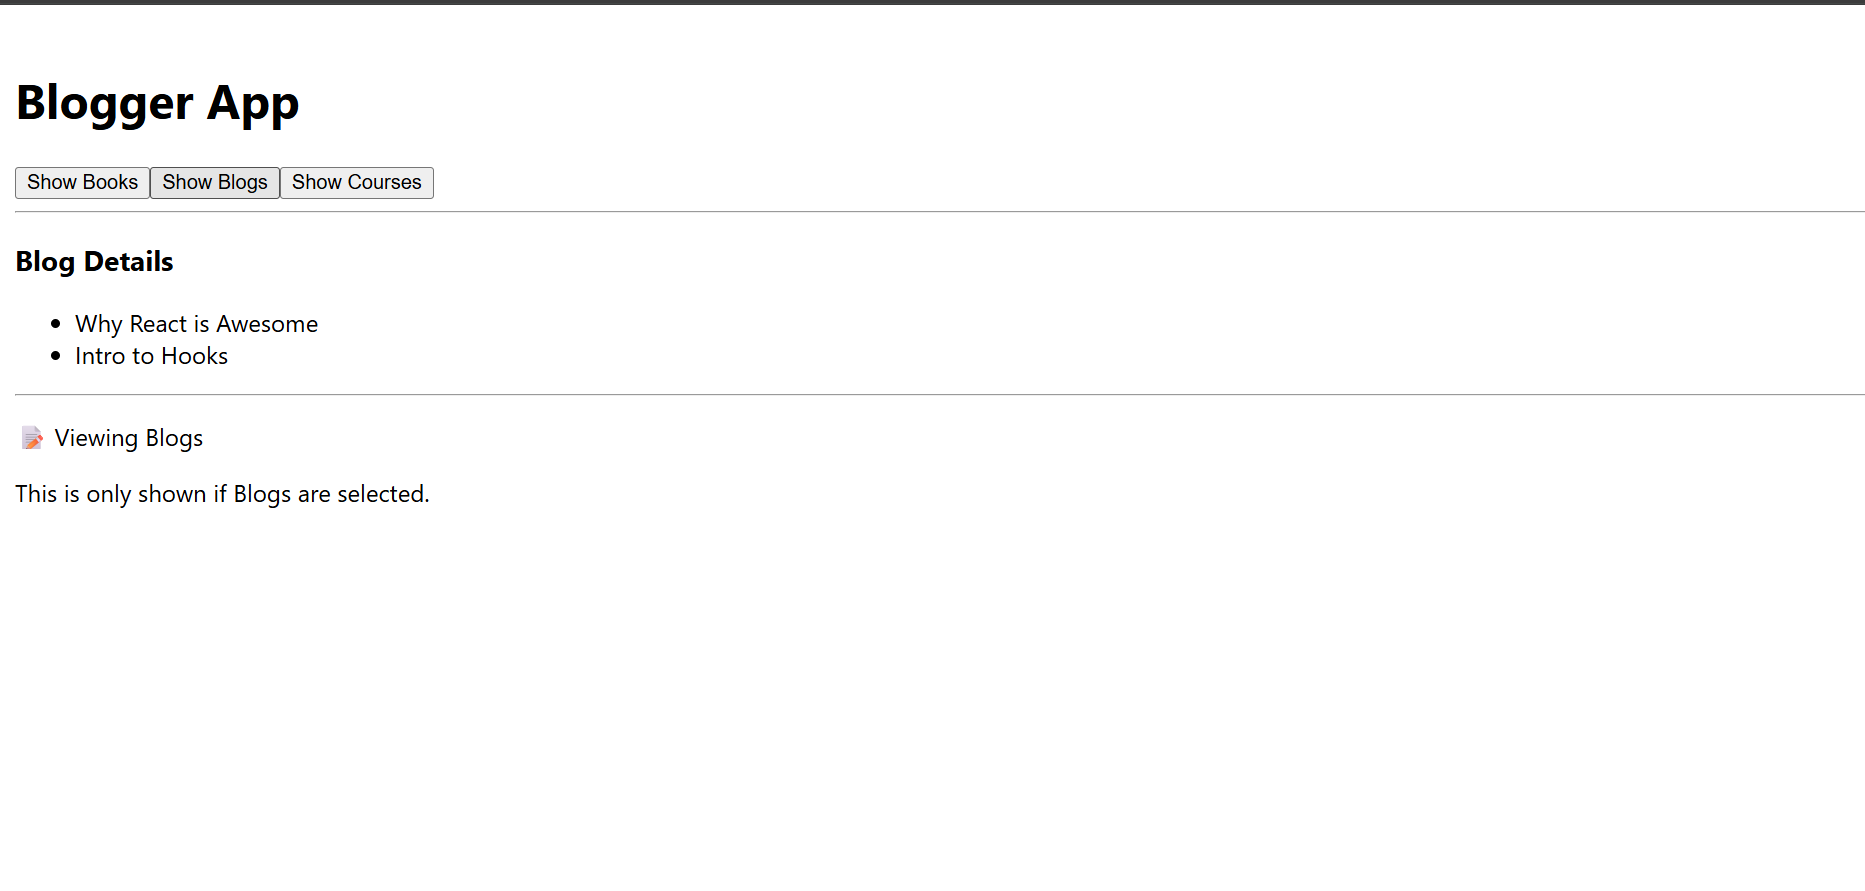 Blogger App
Show Books Show Blogs Show Courses
Blog Details
Why React is Awesome
Intro to Hooks
Viewing Blogs
This is only shown if Blogs are selected.